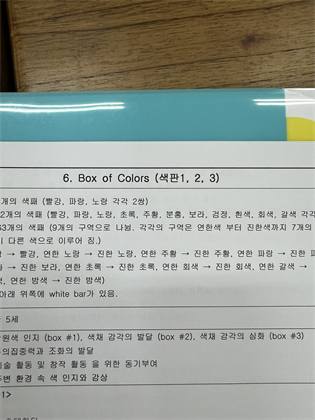 6. Box of Colors (색판1, 2, 3)
개의 색패 (빨강, 파랑, 노랑 각각 2쌍)
2개의 색패 (빨강, 파랑, 노랑, 초록, 주황, 분홍, 보라, 검정, 흰색, 회색, 갈색 각각
63개의 색패 (9개의 구역으로 나뉨. 각각의 구역은 연한색 부터 진한색까지 7개의
다른 색으로 이루어 짐.)
→ 빨강, 연한 노랑 → 진한 노랑, 연한 주황 → 진한 주황, 연한 파랑 → 진한 파
→ 진한 보라, 연한 초록 → 진한 초록, 연한 회색 → 진한 회색, 연한 갈색 →
연한 밤색 → 진한 밤색)
아래 위쪽에 white bar가 있음.
5세
원색 인지 (box #1), 색채 감각의 발달 (box #2), 색채 감각의 심화 (box #3)
의집중력과 조화의 발달
술 활동 및 창작 활동 을 위한 동기부여
변 환경 속 색 인지와 감상
1>